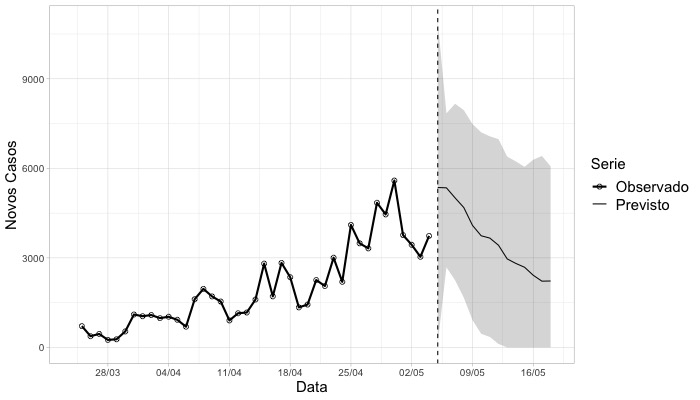 Novos Casos
9000
6000
3000
0
28/03 04/04 11/04 18/04 25/04 02/05 09/05 16/05
Data
Serie
Observado
Previsto